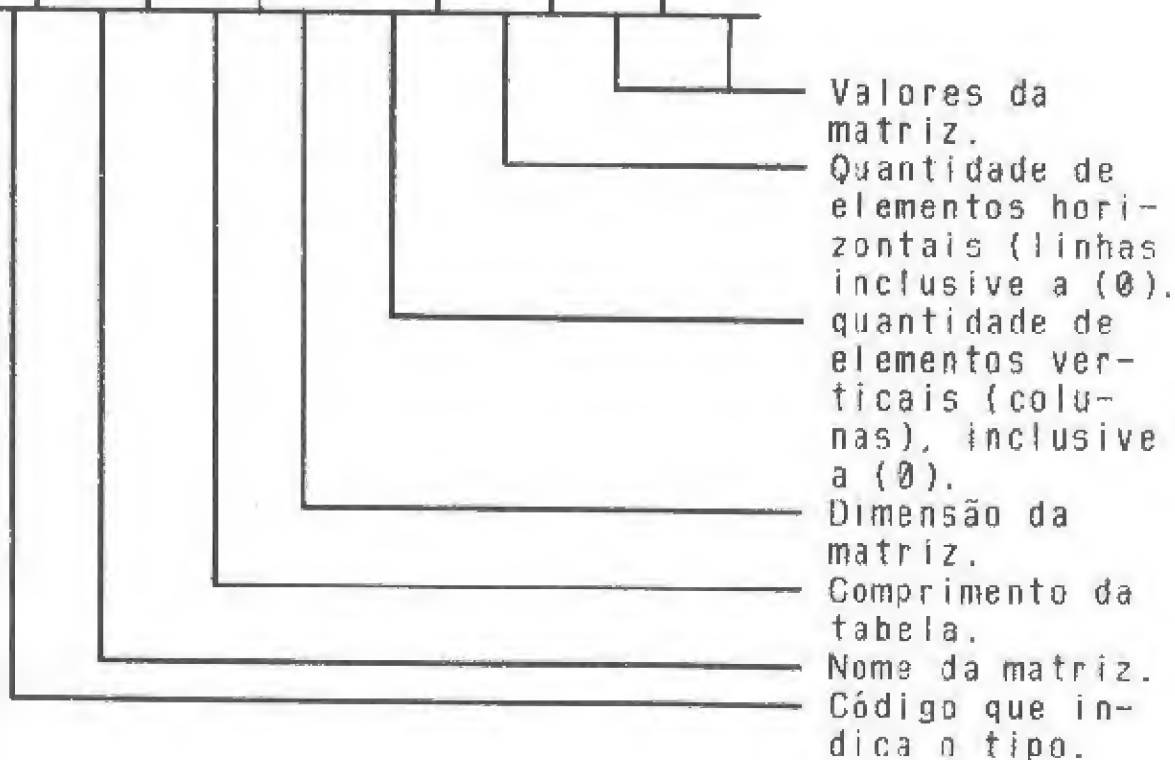 Valores da
matriz.
Quantidade de
elementos hori-
zontais (linhas
inclusive a (0).
quantidade de
elementos ver-
ticais (colu-
nas), inclusive
a (0).
Dimensão da
matriz.
Comprimento da
tabela.
Nome da matriz.
Código que in-
dica o tipo.